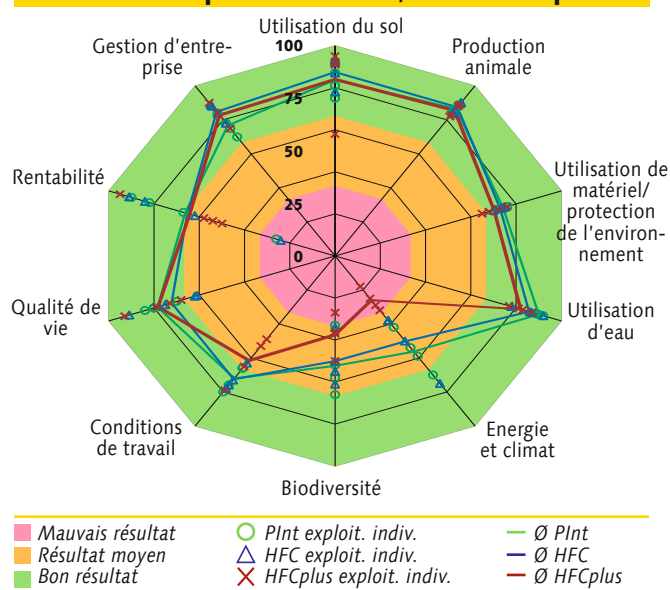 Utilisation du sol
Gestion d'entre-
prise
100
Production
animale
75
50
Rentabilité
Utilisation de
matériel/
protection
de l'environ-
nement
25
0
Qualité de
vie
Utilisation
d'eau
Conditions
de travail
Energie
et climat
Biodiversité
Mauvais résultat
PInt exploit. indiv.
Ø PInt
Résultat moyen
HFC exploit. indiv.
Ø HFC
Bon résultat
HFCplus exploit. indiv.
Ø HFCplus